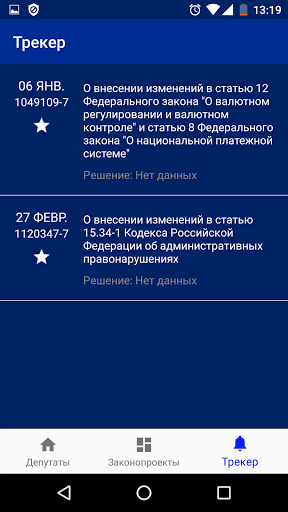 13:19
Трекер
06 ЯНВ.
1049109-7
О внесении изменений в статью 12
Федерального закона "О валютном
регулировании и валютном
контроле" и статью 8 Федерального
закона "О национальной платежной
системе"
Решение: Нет данных
27 ФЕВР.
1120347-7
О внесении изменений в статью
15.34-1 Кодекса Российской
Федерации об административных
правонарушениях
Решение: Нет данных
Депутаты
Законопроекты
Трекер